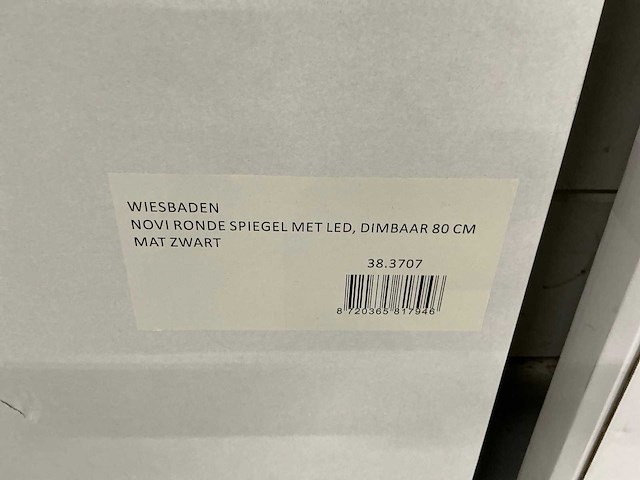 WIESBADEN
NOVI RONDE SPIEGEL MET LED, DIMBAAR 80 CM
MAT ZWART
38.3707
8 720365 817946